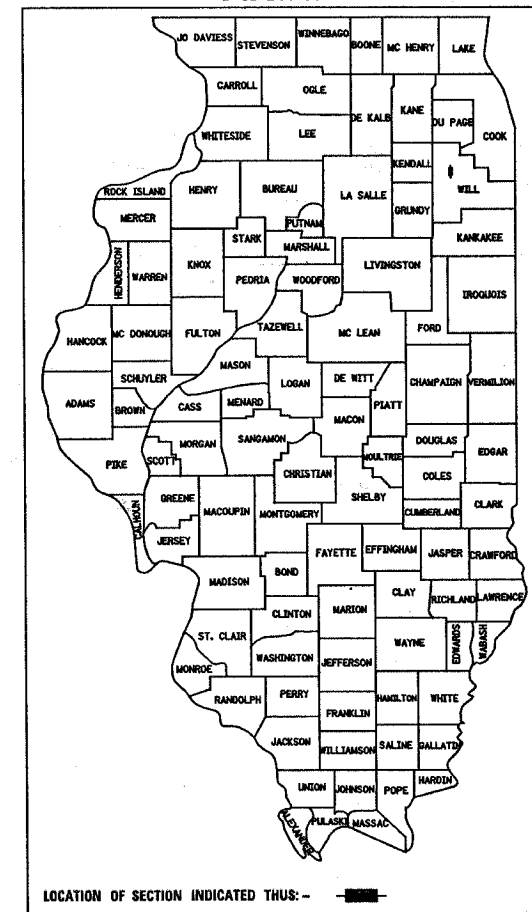 JO DAVIESS STEVENSON WINNEBAGO BOONE MC HENRY LAKE
CARROLL OGLE DE KALB KANE DU PAGE COOK
WHITESIDE LEE KENDALL WILL
ROCK ISLAND HENRY BUREAU LA SALLE GRUNDY
MERCER PUTNAM
STARK MARSHALL KANKAKEE
HENDERSON WARREN KNOX PEORIA WOODFORD LIVINGSTON IROQUOIS
HANCOCK MC DONOUGH FULTON TAZEWELL MC LEAN FORD
MASON
SCHUYLER LOGAN DE WITT CHAMPAIGN VERMILION
ADAMS BROWN CASS MENARD MACON PIATT
PIKE SCOTT MORGAN SANGAMON MOULTRIE DOUGLAS EDGAR
CHRISTIAN COLES
CALHOUN GREENE MACOUPIN MONTGOMERY SHELBY CUMBERLAND CLARK
JERSEY FAYETTE EFFINGHAM JASPER CRAWFORD
MADISON BOND CLAY RICHLAND LAWRENCE
CLINTON MARION
ST. CLAIR WASHINGTON JEFFERSON WAYNE EDWARDS WABASH
MONROE
RANDOLPH PERRY HAMILTON WHITE
FRANKLIN
JACKSON WILLIAMSON SALINE GALLATIN
UNION JOHNSON POPE HARDIN
ALEXANDER PULASKI MASSAC
LOCATION OF SECTION INDICATED THUS: -